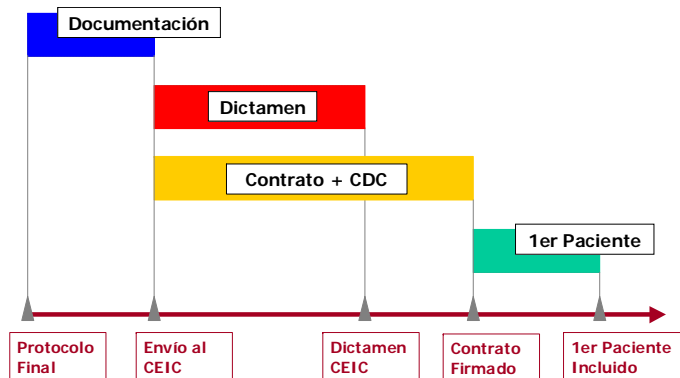 Documentación
Dictamen
Contrato + CDC
1er Paciente
Protocolo
Final
Envío al
CEIC
Dictamen
CEIC
Contrato
Firmado
1er Paciente
Incluido